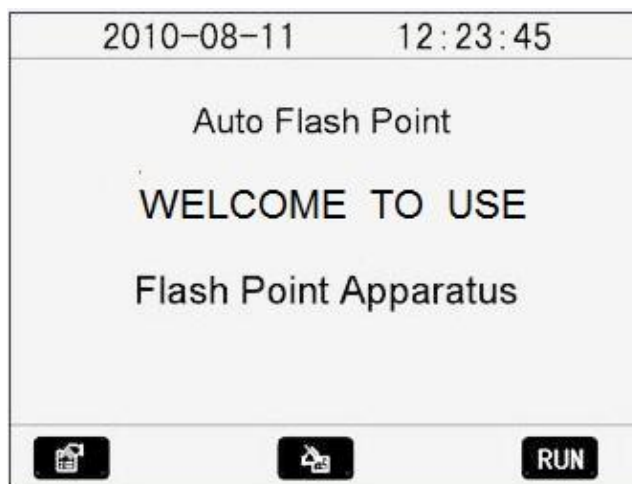 2010-08-11 12:23:45
Auto Flash Point
WELCOME TO USE
Flash Point Apparatus
RUN